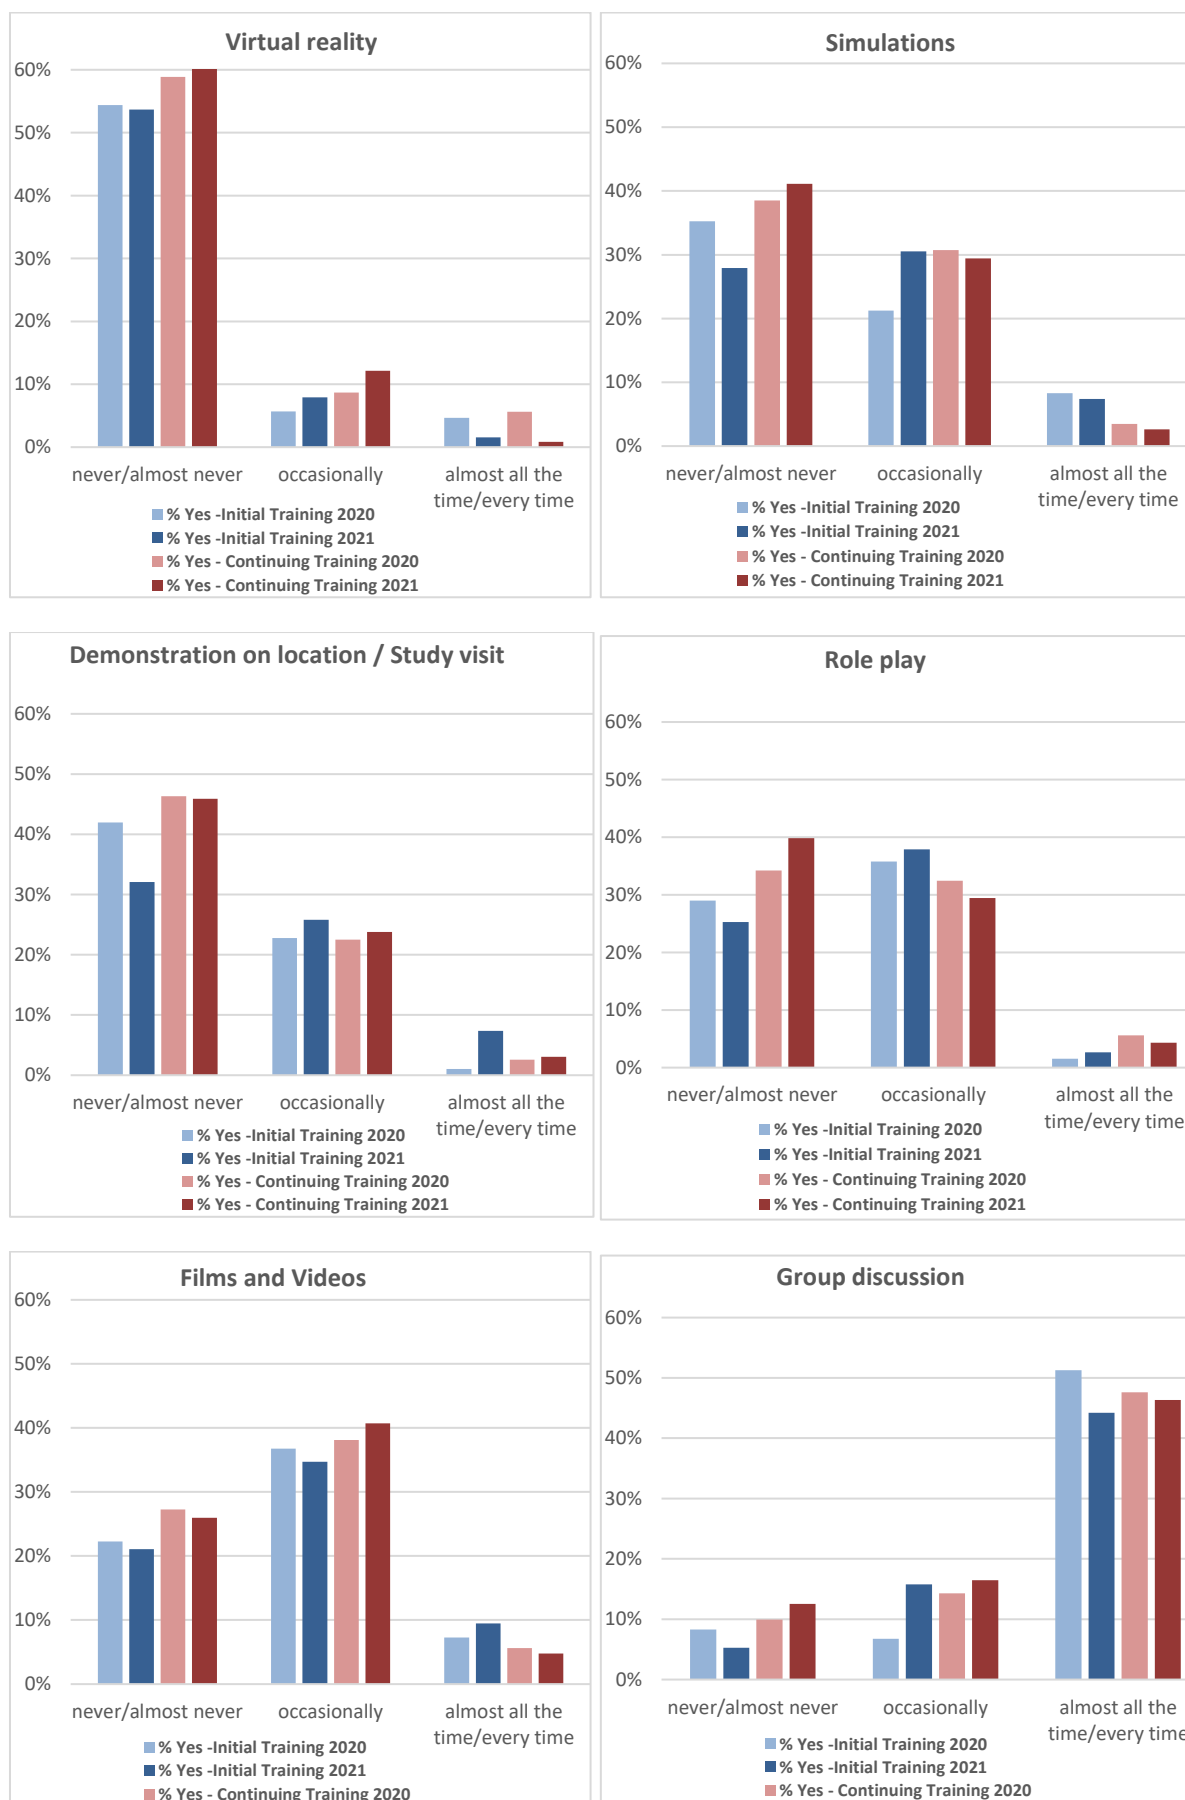 Virtual reality
60%
50%
40%
30%
20%
10%
0%
never/almost never
occasionally
almost all the
time/every time
% Yes -Initial Training 2020
% Yes -Initial Training 2021
% Yes - Continuing Training 2020
% Yes - Continuing Training 2021
Simulations
60%
50%
40%
30%
20%
10%
0%
never/almost never
occasionally
almost all the
time/every time
% Yes -Initial Training 2020
% Yes -Initial Training 2021
% Yes - Continuing Training 2020
% Yes - Continuing Training 2021
Demonstration on location / Study visit
60%
50%
40%
30%
20%
10%
0%
never/almost never
occasionally
almost all the
time/every time
% Yes -Initial Training 2020
% Yes -Initial Training 2021
% Yes - Continuing Training 2020
% Yes - Continuing Training 2021
Role play
60%
50%
40%
30%
20%
10%
0%
never/almost never
occasionally
almost all the
time/every time
% Yes -Initial Training 2020
% Yes -Initial Training 2021
% Yes - Continuing Training 2020
% Yes - Continuing Training 2021
Films and Videos
60%
50%
40%
30%
20%
10%
0%
never/almost never
occasionally
almost all the
time/every time
% Yes -Initial Training 2020
% Yes -Initial Training 2021
% Yes - Continuing Training 2020
Group discussion
60%
50%
40%
30%
20%
10%
0%
never/almost never
occasionally
almost all the
time/every time
% Yes -Initial Training 2020
% Yes -Initial Training 2021
% Yes - Continuing Training 2020